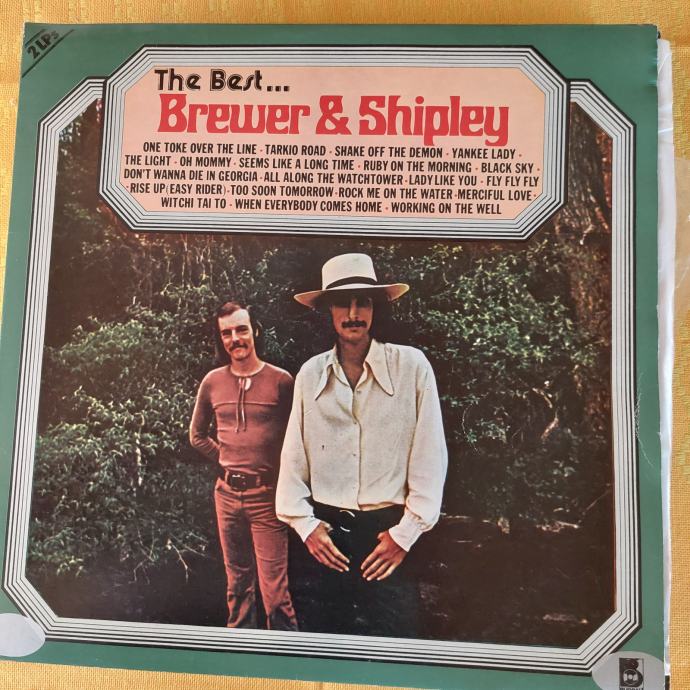 2 LPs
The Best...
Brewer & Shipley
ONE TOKE OVER THE LINE · TARKIO ROAD · SHAKE OFF THE DEMON · YANKEE LADY ·
THE LIGHT · OH MOMMY · SEEMS LIKE A LONG TIME · RUBY ON THE MORNING · BLACK SKY ·
DON'T WANNA DIE IN GEORGIA · ALL ALONG THE WATCHTOWER · LADY LIKE YOU · FLY FLY FLY
· RISE UP (EASY RIDER) · TOO SOON TOMORROW · ROCK ME ON THE WATER · MERCIFUL LOVE ·
WITCHI TAI TO · WHEN EVERYBODY COMES HOME · WORKING ON THE WELL